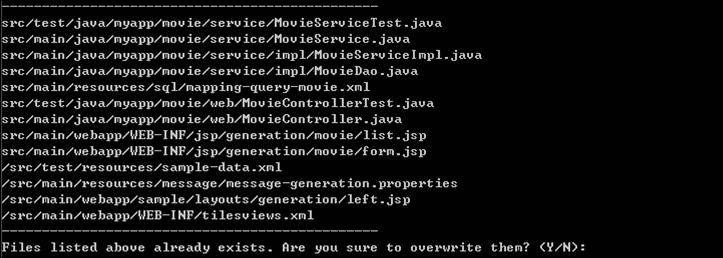 -----------------------------------------------
src/test/java/myapp/movie/service/MovieServiceTest.java
src/main/java/myapp/movie/service/MovieService.java
src/main/java/myapp/movie/service/impl/MovieServiceImpl.java
src/main/java/myapp/movie/service/impl/MovieDao.java
src/main/resources/sql/mapping-query-movie.xml
src/test/java/myapp/movie/web/MovieControllerTest.java
src/main/java/myapp/movie/web/MovieController.java
src/main/webapp/WEB-INF/jsp/generation/movie/list.jsp
src/main/webapp/WEB-INF/jsp/generation/movie/form.jsp
/src/test/resources/sample-data.xml
/src/main/resources/message/message-generation.properties
/src/main/webapp/sample/layouts/generation/left.jsp
/src/main/webapp/WEB-INF/tilesviews.xml
-----------------------------------------------
Files listed above already exists. Are you sure to overwrite them? (Y/N):